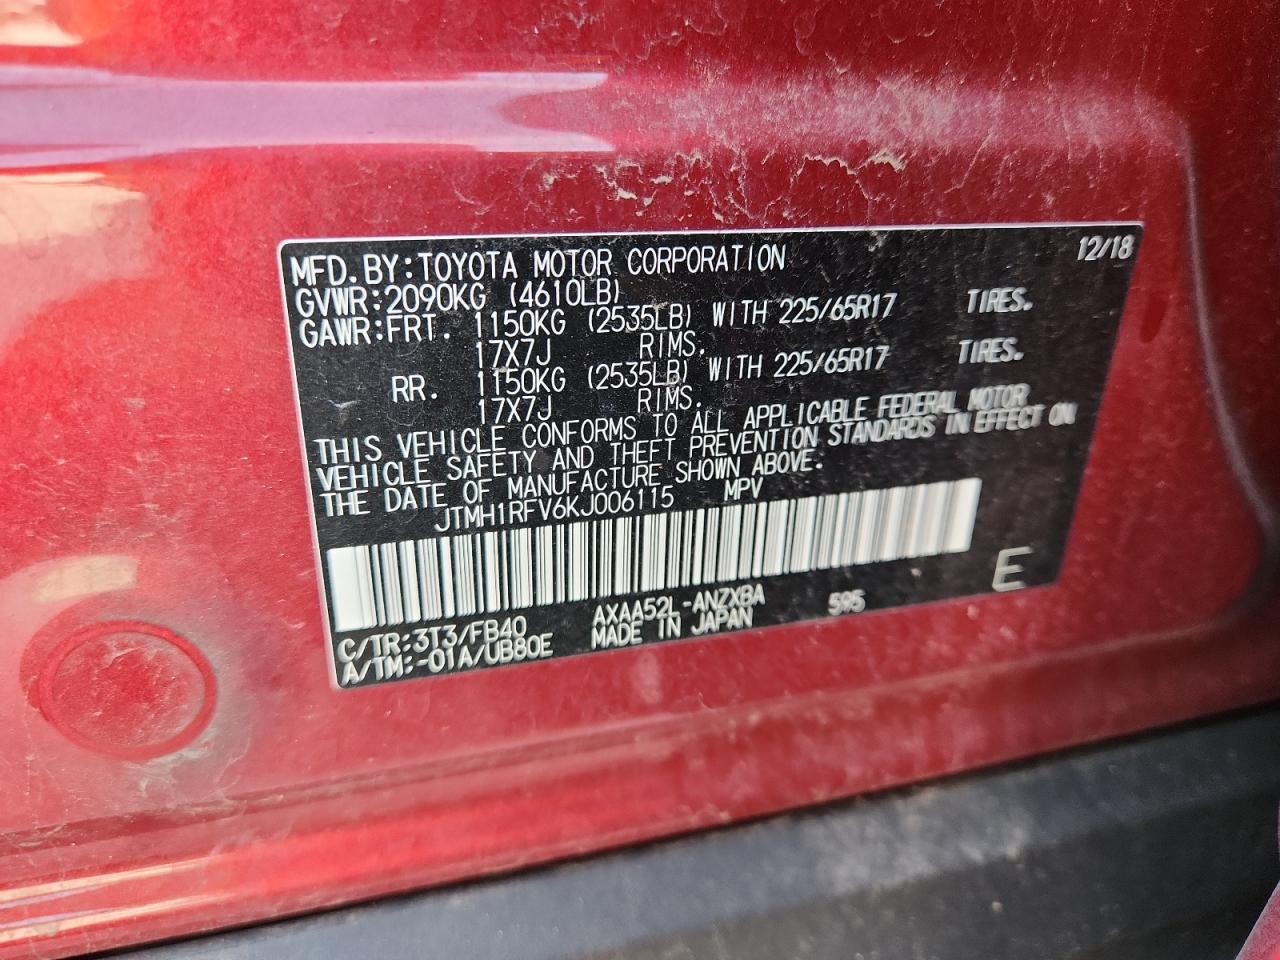 12/18
MFD.BY:TOYOTA MOTOR CORPORATION
GVWR:2090KG (4610LB)
GAWR:FRT. 1150KG (2535LB) WITH 225/65R17 TIRES.
17X7J RIMS.
RR. 1150KG (2535LB) WITH 225/65R17 TIRES.
17X7J RIMS.
THIS VEHICLE CONFORMS TO ALL APPLICABLE FEDERAL MOTOR
VEHICLE SAFETY AND THEFT PREVENTION STANDARDS IN EFFECT ON
THE DATE OF MANUFACTURE SHOWN ABOVE.
JTMH1RFV6KJ006115 MPV
E
C/TR:3T3/FB40 AXAA52L-ANZXBA 595
A/TM:-01A/UB80E MADE IN JAPAN